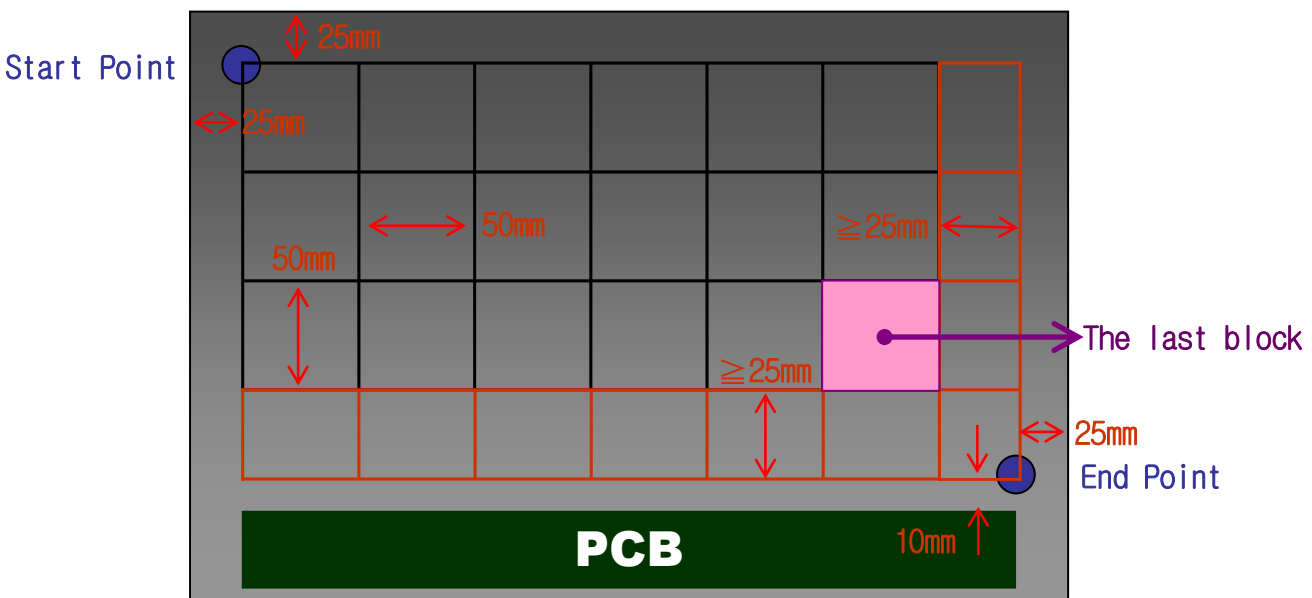 25mm
Start Point
25mm
50mm
≧25mm
50mm
The last block
≧25mm
25mm
End Point
10mm
PCB